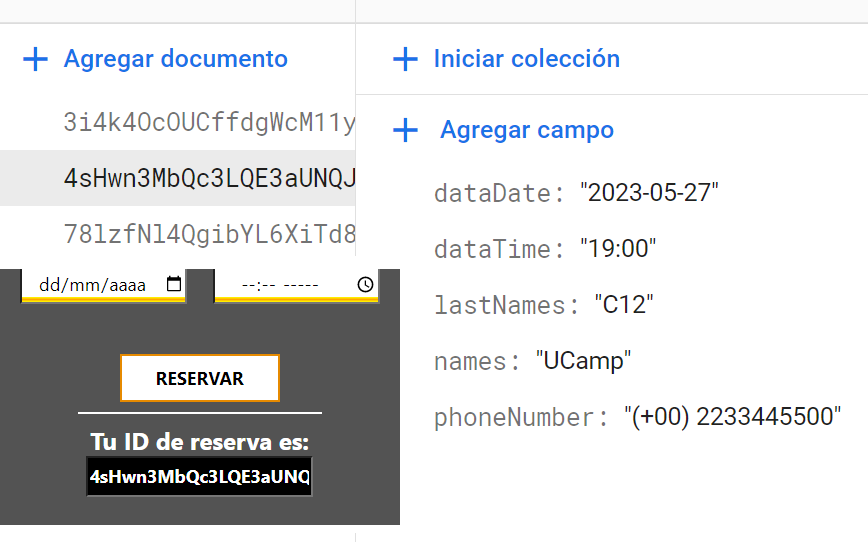 Agregar documento
3i4k4OcOUCffdgWcM11y
4sHwn3MbQc3LQE3aUNQJ
78lzfNl4QgibYL6XiTd8
Iniciar colección
Agregar campo
dataDate: "2023-05-27"
dataTime: "19:00"
lastNames: "C12"
names: "UCamp"
phoneNumber: "(+00) 2233445500"
dd/mm/aaaa
--:-- -----
RESERVAR
Tu ID de reserva es:
4sHwn3MbQc3LQE3aUNQ